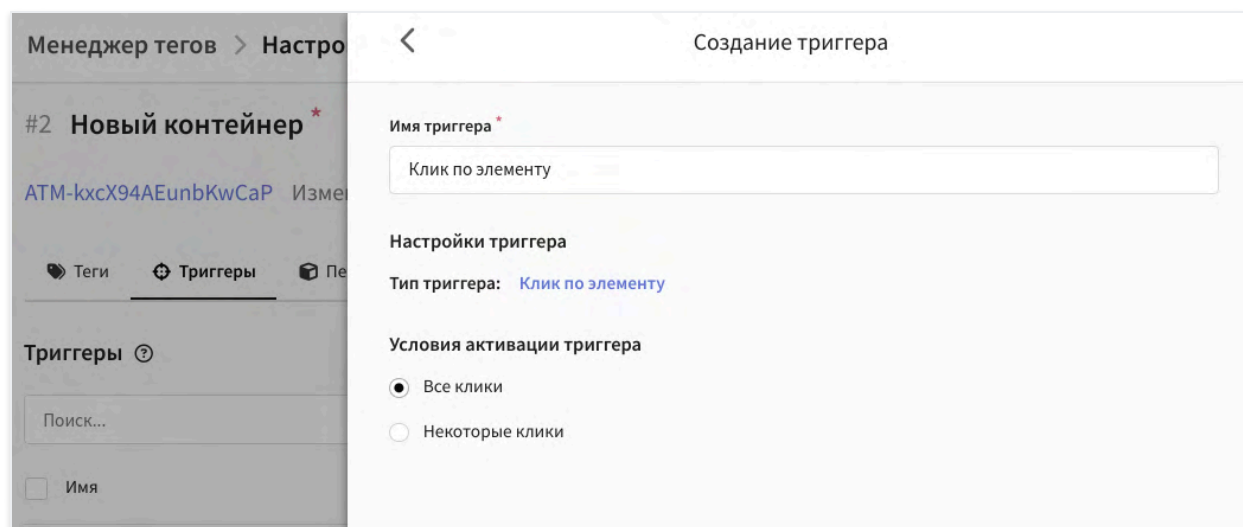 Менеджер тегов > Настро
#2 Новый контейнер *
ATM-kxcX94AEunbKwCaP Изме
Теги Триггеры Пе
Триггеры
Поиск...
Имя
Создание триггера
Имя триггера *
Клик по элементу
Настройки триггера
Тип триггера: Клик по элементу
Условия активации триггера
Все клики
Некоторые клики